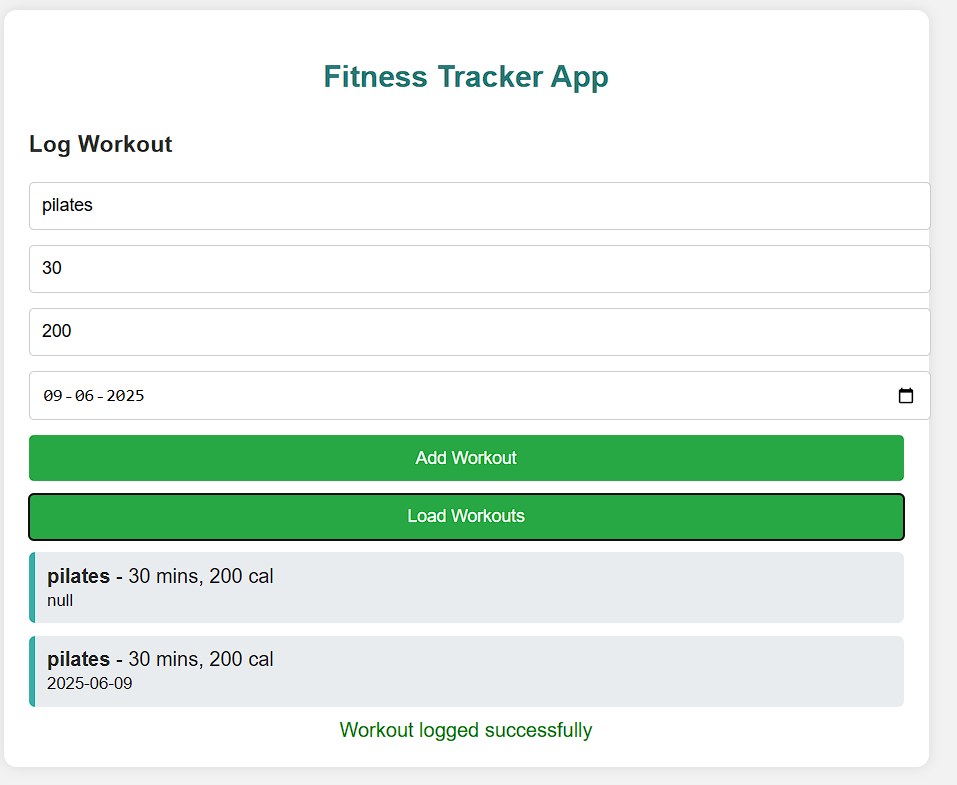 Fitness Tracker App
Log Workout
pilates
30
200
09-06-2025
Add Workout
Load Workouts
pilates - 30 mins, 200 cal
null
pilates - 30 mins, 200 cal
2025-06-09
Workout logged successfully